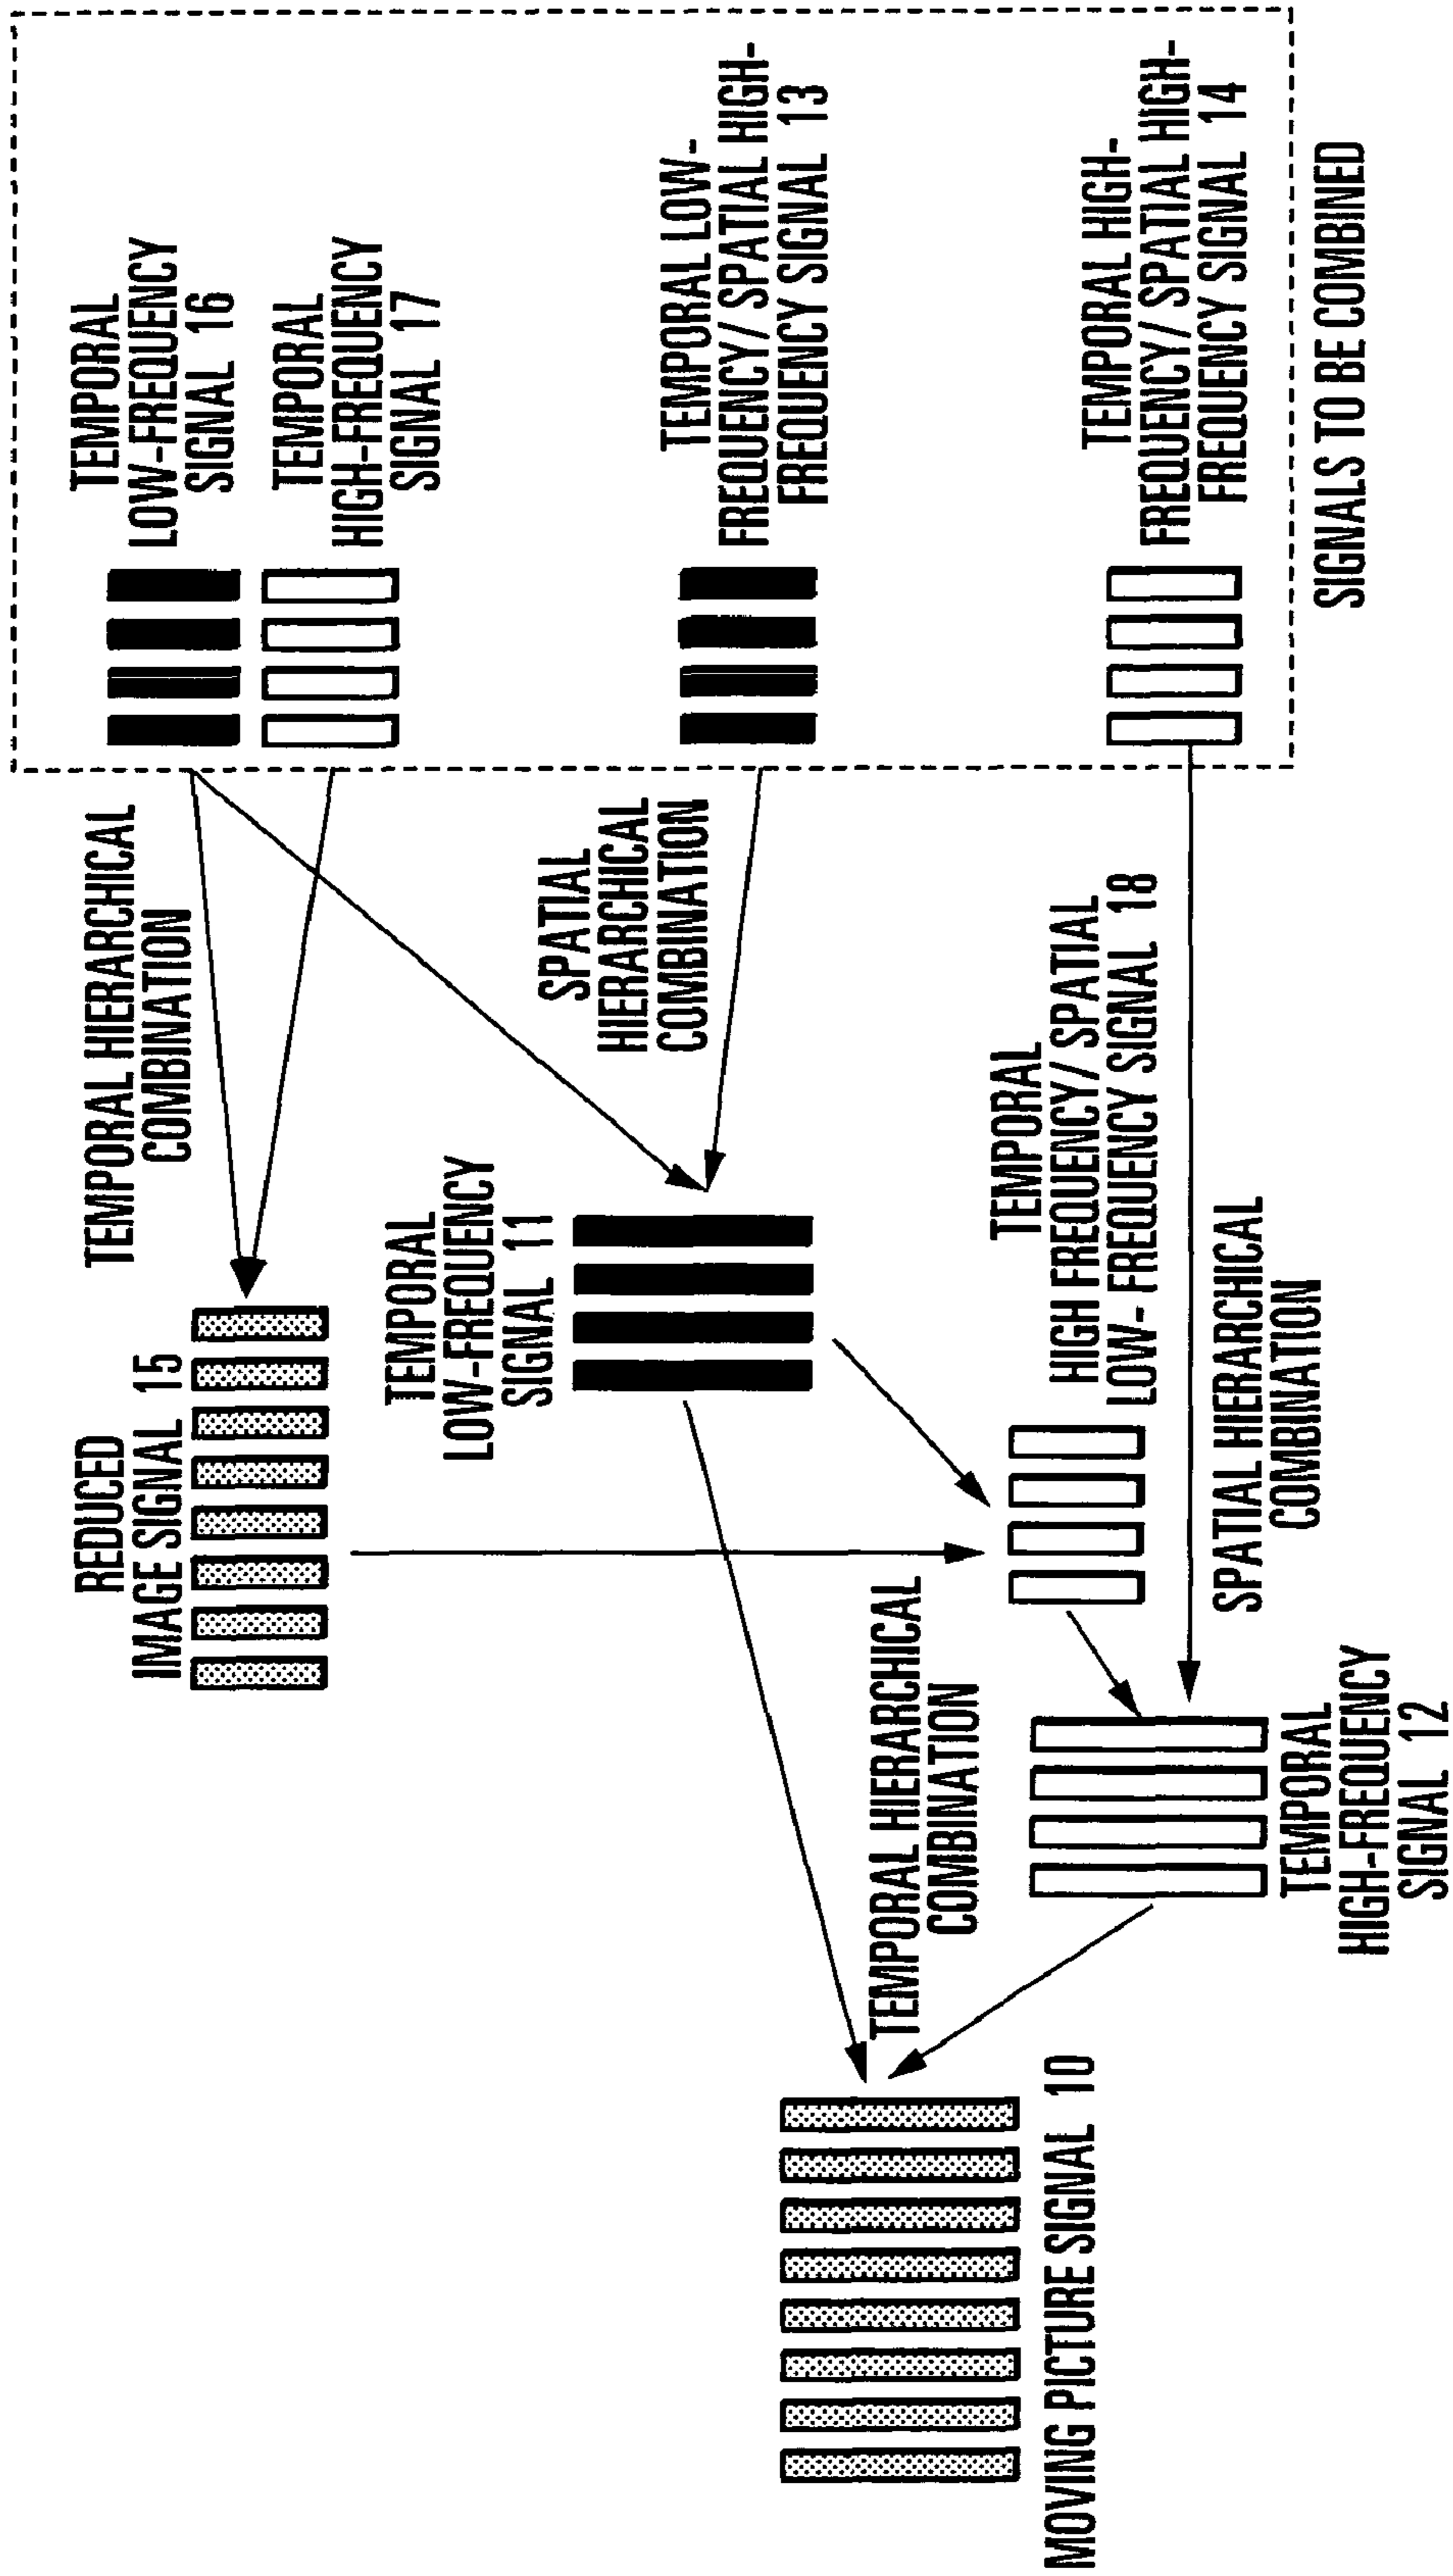 TEMPORAL
LOW-FREQUENCY
SIGNAL 16
TEMPORAL
HIGH-FREQUENCY
SIGNAL 17
TEMPORAL LOW-
FREQUENCY/ SPATIAL HIGH-
FREQUENCY SIGNAL 13
TEMPORAL HIGH-
FREQUENCY/ SPATIAL HIGH-
FREQUENCY SIGNAL 14
SIGNALS TO BE COMBINED
TEMPORAL HIERARCHICAL
COMBINATION
SPATIAL
HIERARCHICAL
COMBINATION
REDUCED
IMAGE SIGNAL 15
TEMPORAL
LOW-FREQUENCY
SIGNAL 11
TEMPORAL
HIGH FREQUENCY/ SPATIAL
LOW- FREQUENCY SIGNAL 18
SPATIAL HIERARCHICAL
COMBINATION
TEMPORAL HIERARCHICAL
COMBINATION
TEMPORAL
HIGH-FREQUENCY
SIGNAL 12
MOVING PICTURE SIGNAL 10